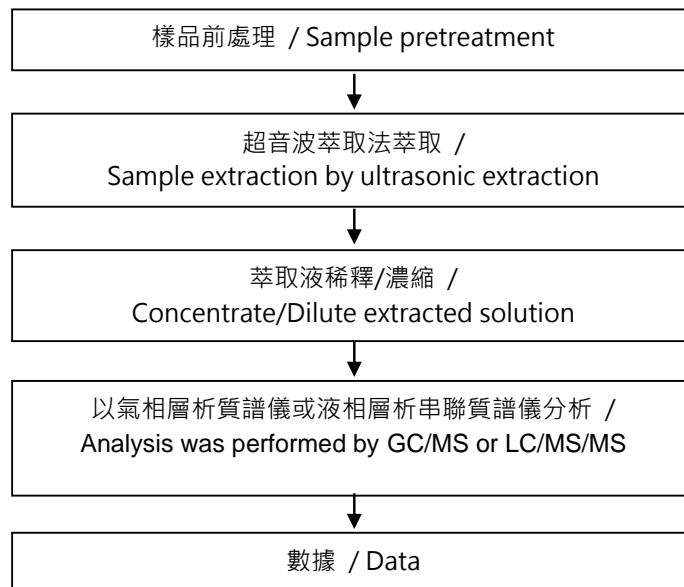 樣品前處理 / Sample pretreatment
超音波萃取法萃取 /
Sample extraction by ultrasonic extraction
萃取液稀釋/濃縮 /
Concentrate/Dilute extracted solution
以氣相層析質譜儀或液相層析串聯質譜儀分析 /
Analysis was performed by GC/MS or LC/MS/MS
數據 / Data